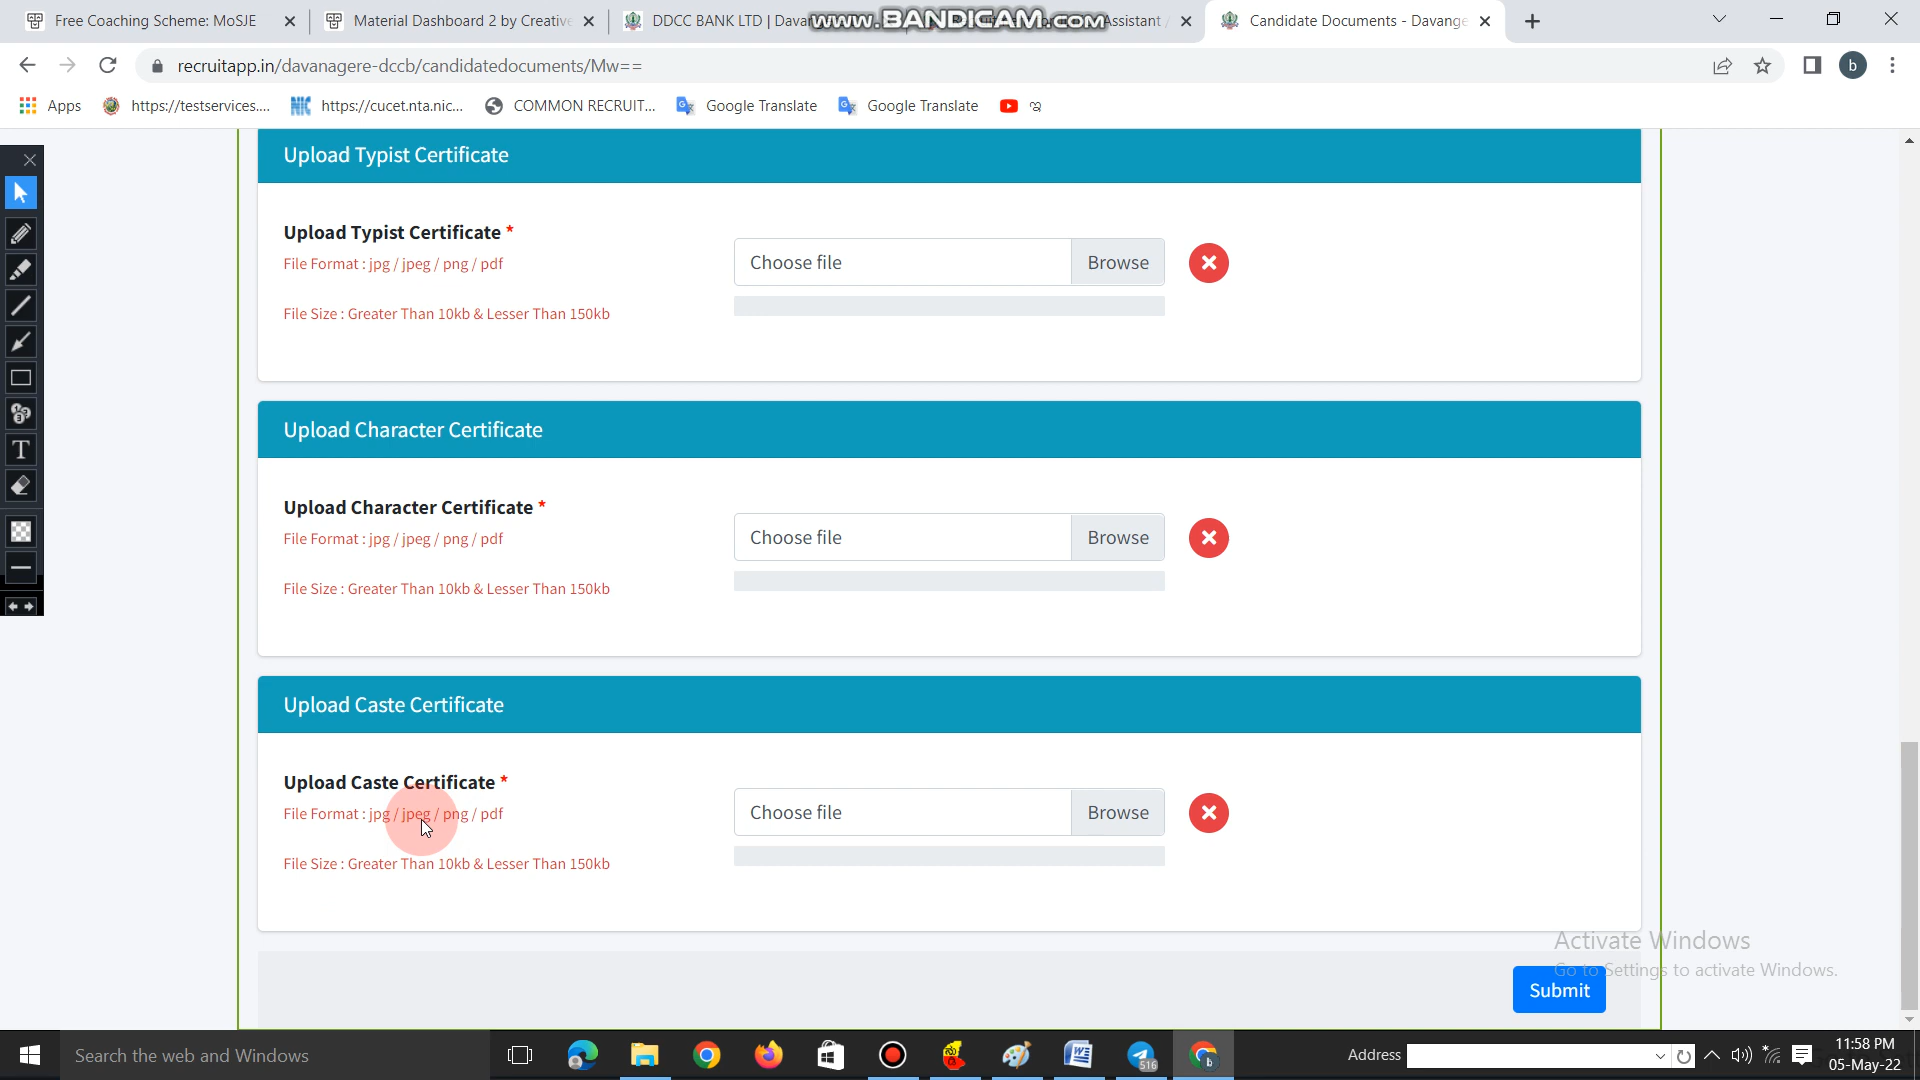 Free Coaching Scheme: MoSJE
Material Dashboard 2 by Creative
DDCC BANK LTD | Davan
www.BANDICAM.com
Assistant /
Candidate Documents - Davange
recruitapp.in/davanagere-dccb/candidatedocuments/Mw==
b
Apps
https://testservices....
https://cucet.nta.nic...
COMMON RECRUIT...
Google Translate
Google Translate
Upload Typist Certificate
Upload Typist Certificate *
File Format : jpg / jpeg / png / pdf
Choose file
Browse
File Size : Greater Than 10kb & Lesser Than 150kb
Upload Character Certificate
Upload Character Certificate *
File Format : jpg / jpeg / png / pdf
Choose file
Browse
File Size : Greater Than 10kb & Lesser Than 150kb
Upload Caste Certificate
Upload Caste Certificate *
File Format : jpg / jpeg / png / pdf
Choose file
Browse
File Size : Greater Than 10kb & Lesser Than 150kb
Activate Windows
Go to Settings to activate Windows.
Submit
Search the web and Windows
516
b
Address
11:58 PM
05-May-22